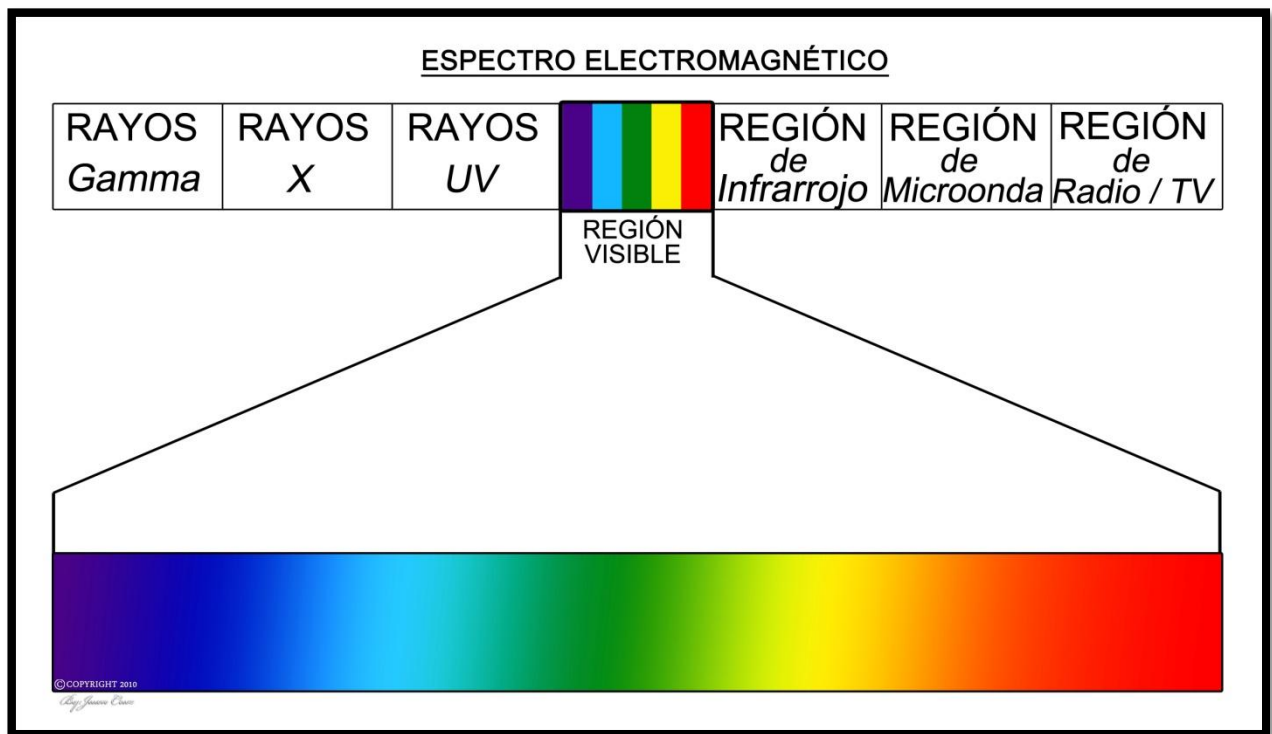 ESPECTRO ELECTROMAGNÉTICO
RAYOS
Gamma
RAYOS
X
RAYOS
UV
REGIÓN
VISIBLE
REGIÓN
de
Infrarrojo
REGIÓN
de
Microonda
REGIÓN
de
Radio / TV
©COPYRIGHT 2010
By: